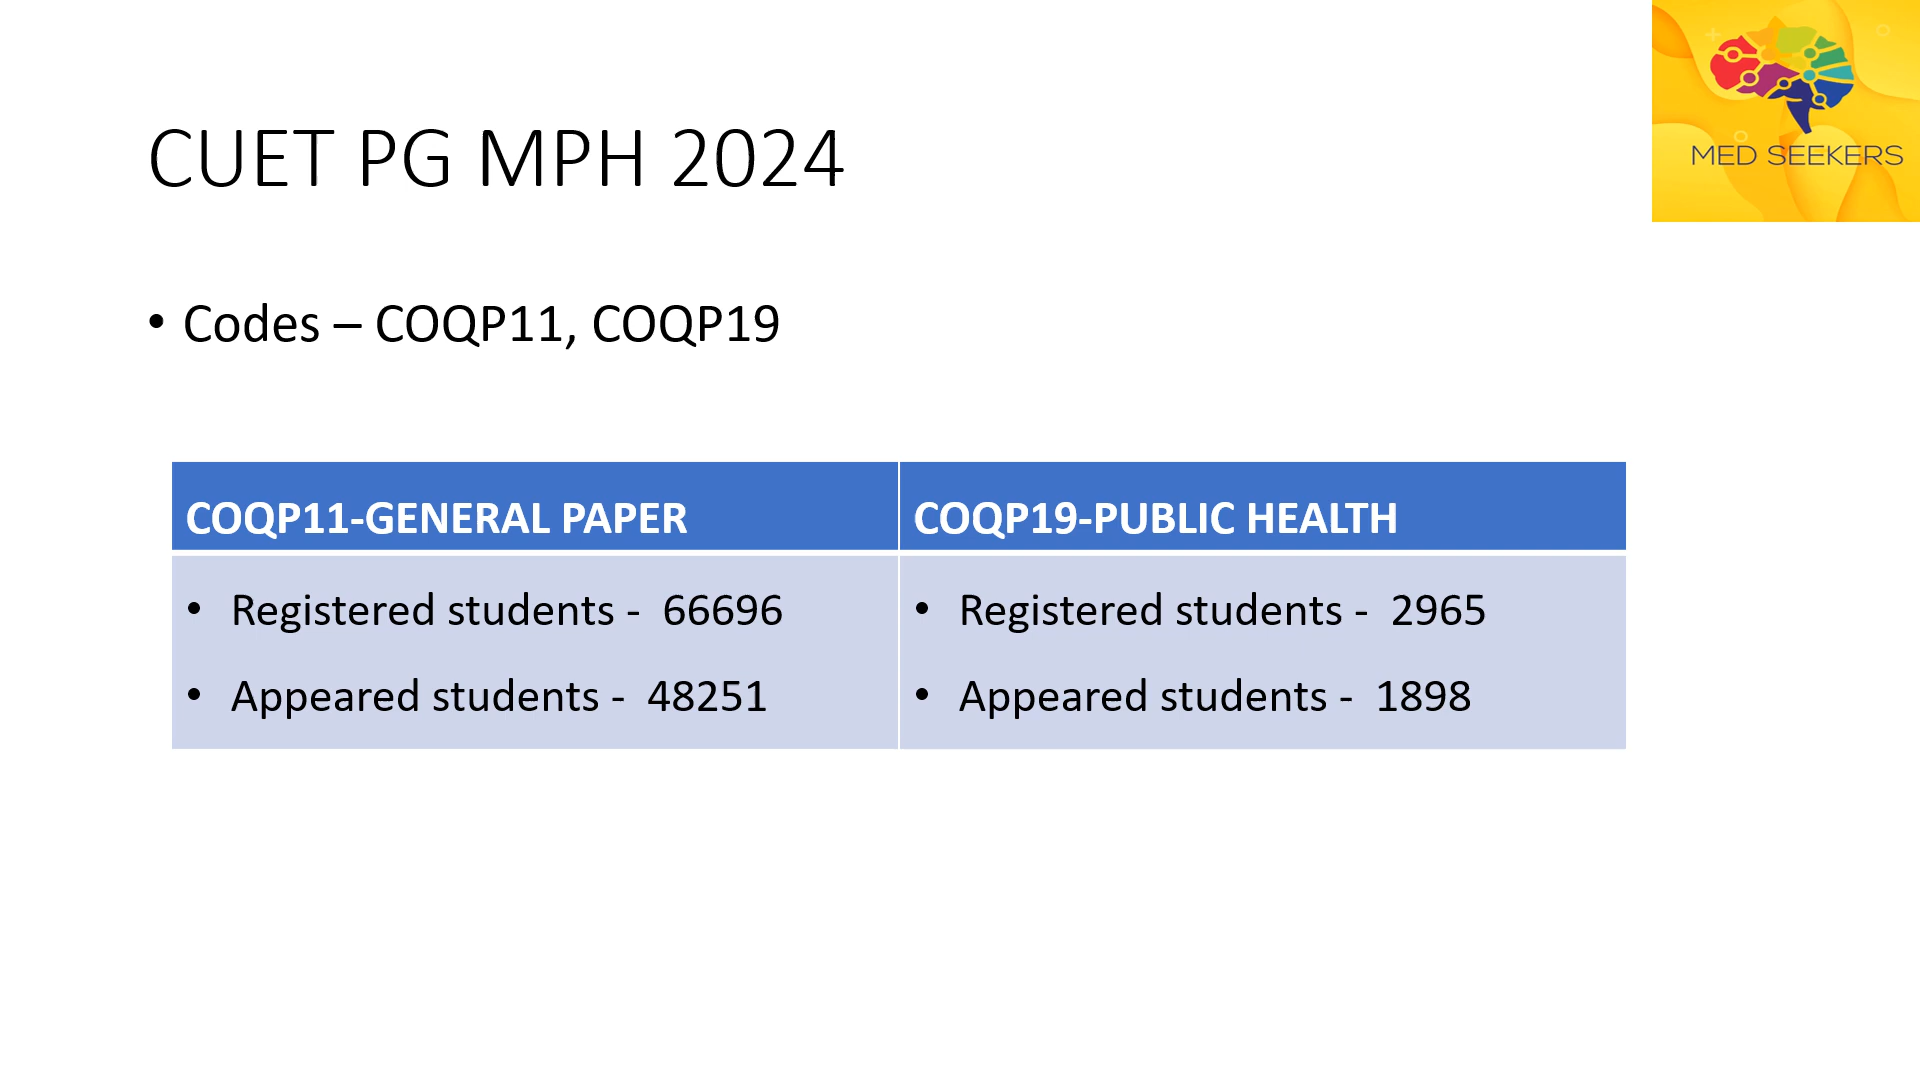 MED SEEKERS
CUET PG MPH 2024
• Codes – COQP11, COQP19
COQP11-GENERAL PAPER
• Registered students - 66696
• Appeared students - 48251
COQP19-PUBLIC HEALTH
• Registered students - 2965
• Appeared students - 1898